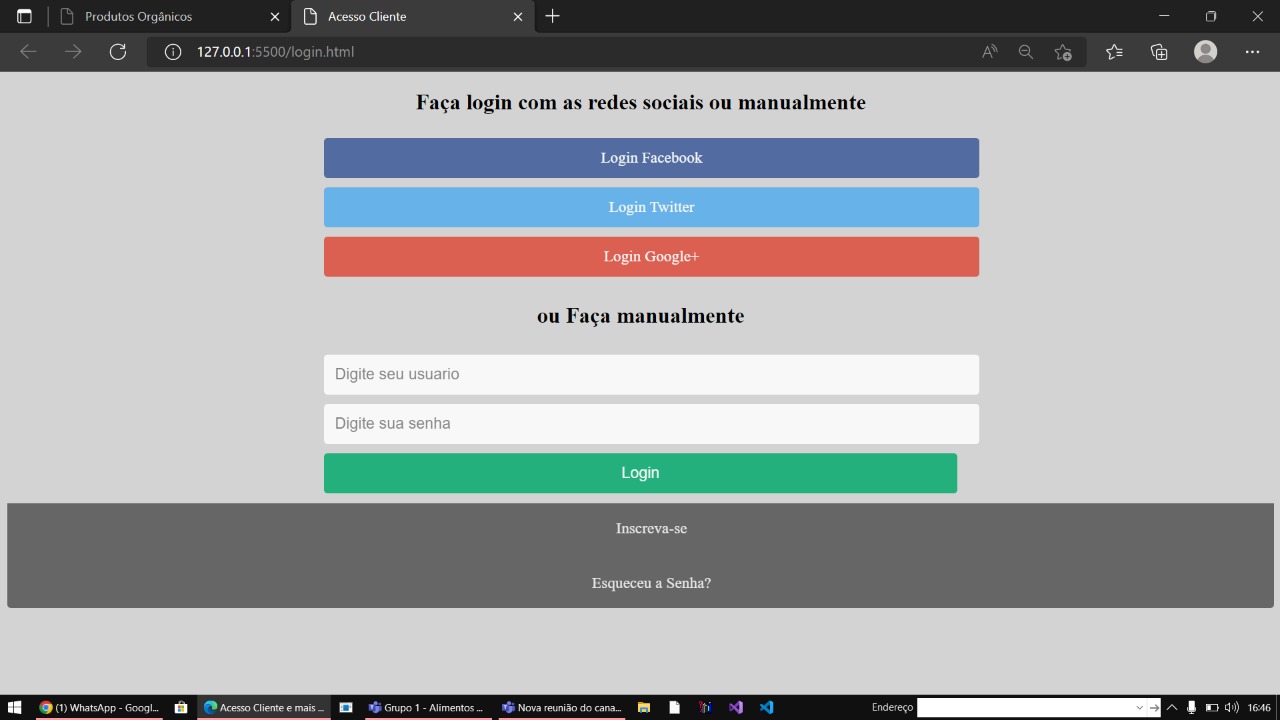 Produtos Orgânicos
Acesso Cliente
127.0.0.1:5500/login.html
Faça login com as redes sociais ou manualmente
Login Facebook
Login Twitter
Login Google+
ou Faça manualmente
Digite seu usuario
Digite sua senha
Login
Inscreva-se
Esqueceu a Senha?
(1) WhatsApp - Googl...
Acesso Cliente e mais ...
Grupo 1 - Alimentos ...
Nova reunião do cana...
Endereço
16:46